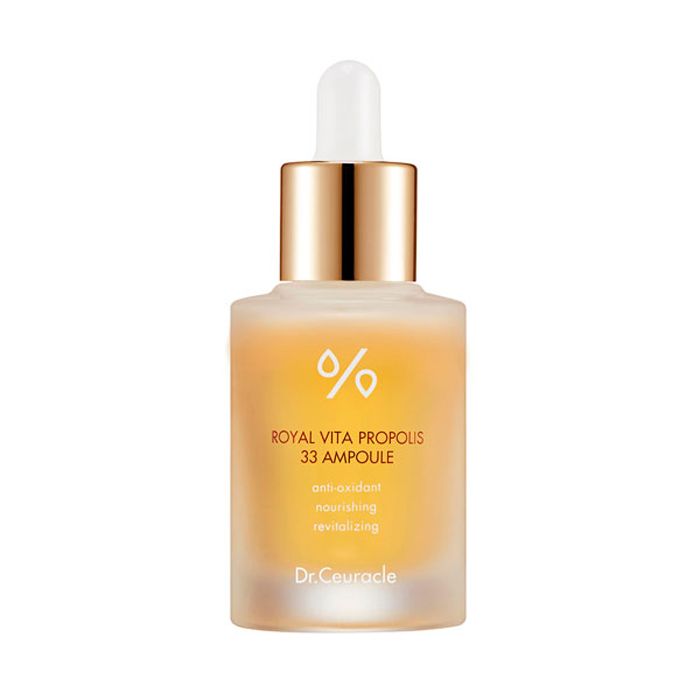 %
ROYAL VITA PROPOLIS
33 AMPOULE
anti-oxidant
nourishing
revitalizing
Dr.Ceuracle